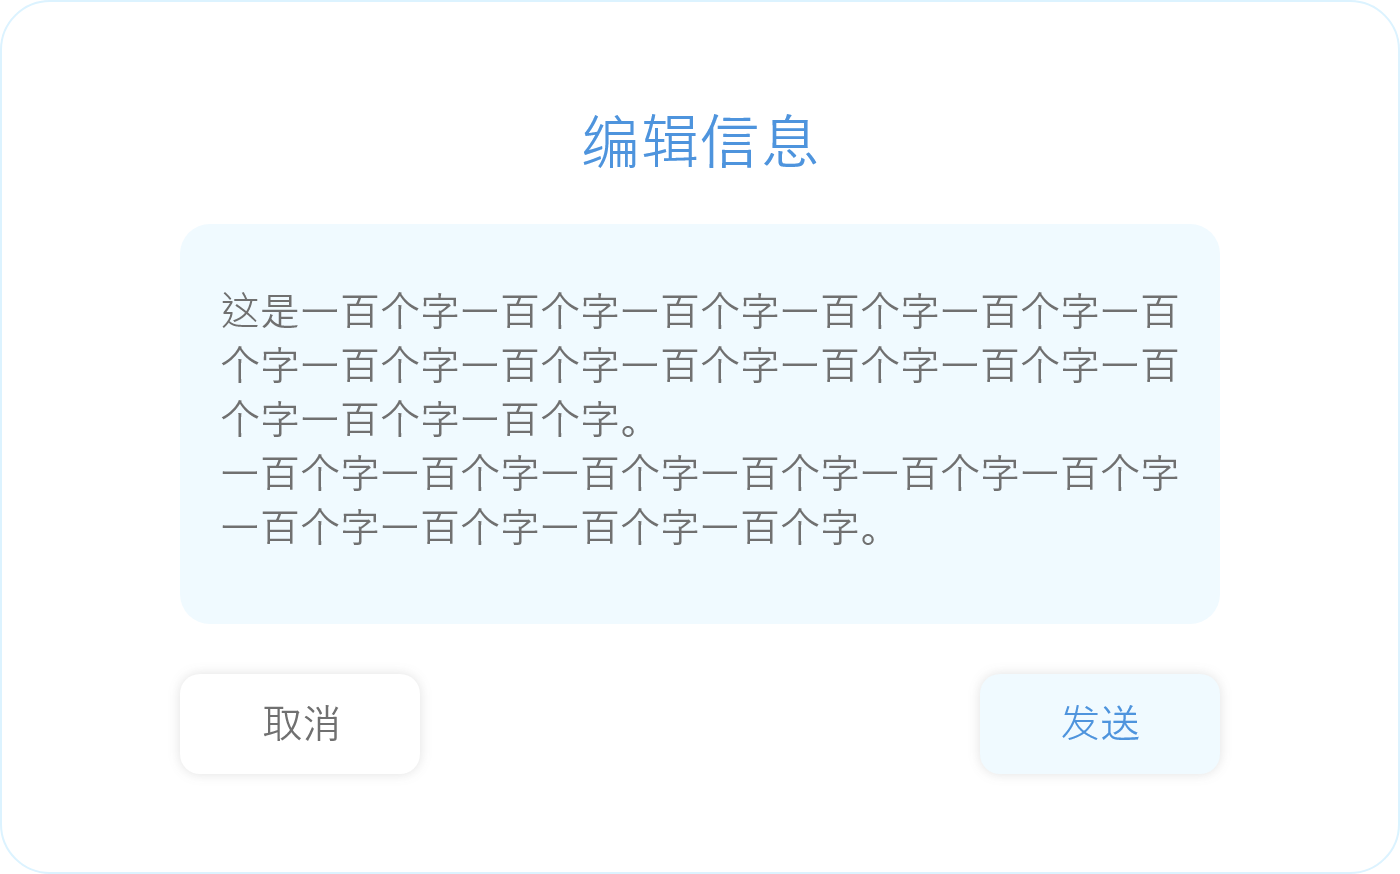 编辑信息
这是一百个字一百个字一百个字一百个字一百个字一百
个字一百个字一百个字一百个字一百个字一百个字一百
个字一百个字一百个字。
一百个字一百个字一百个字一百个字一百个字一百个字
一百个字一百个字一百个字一百个字。
取消
发送